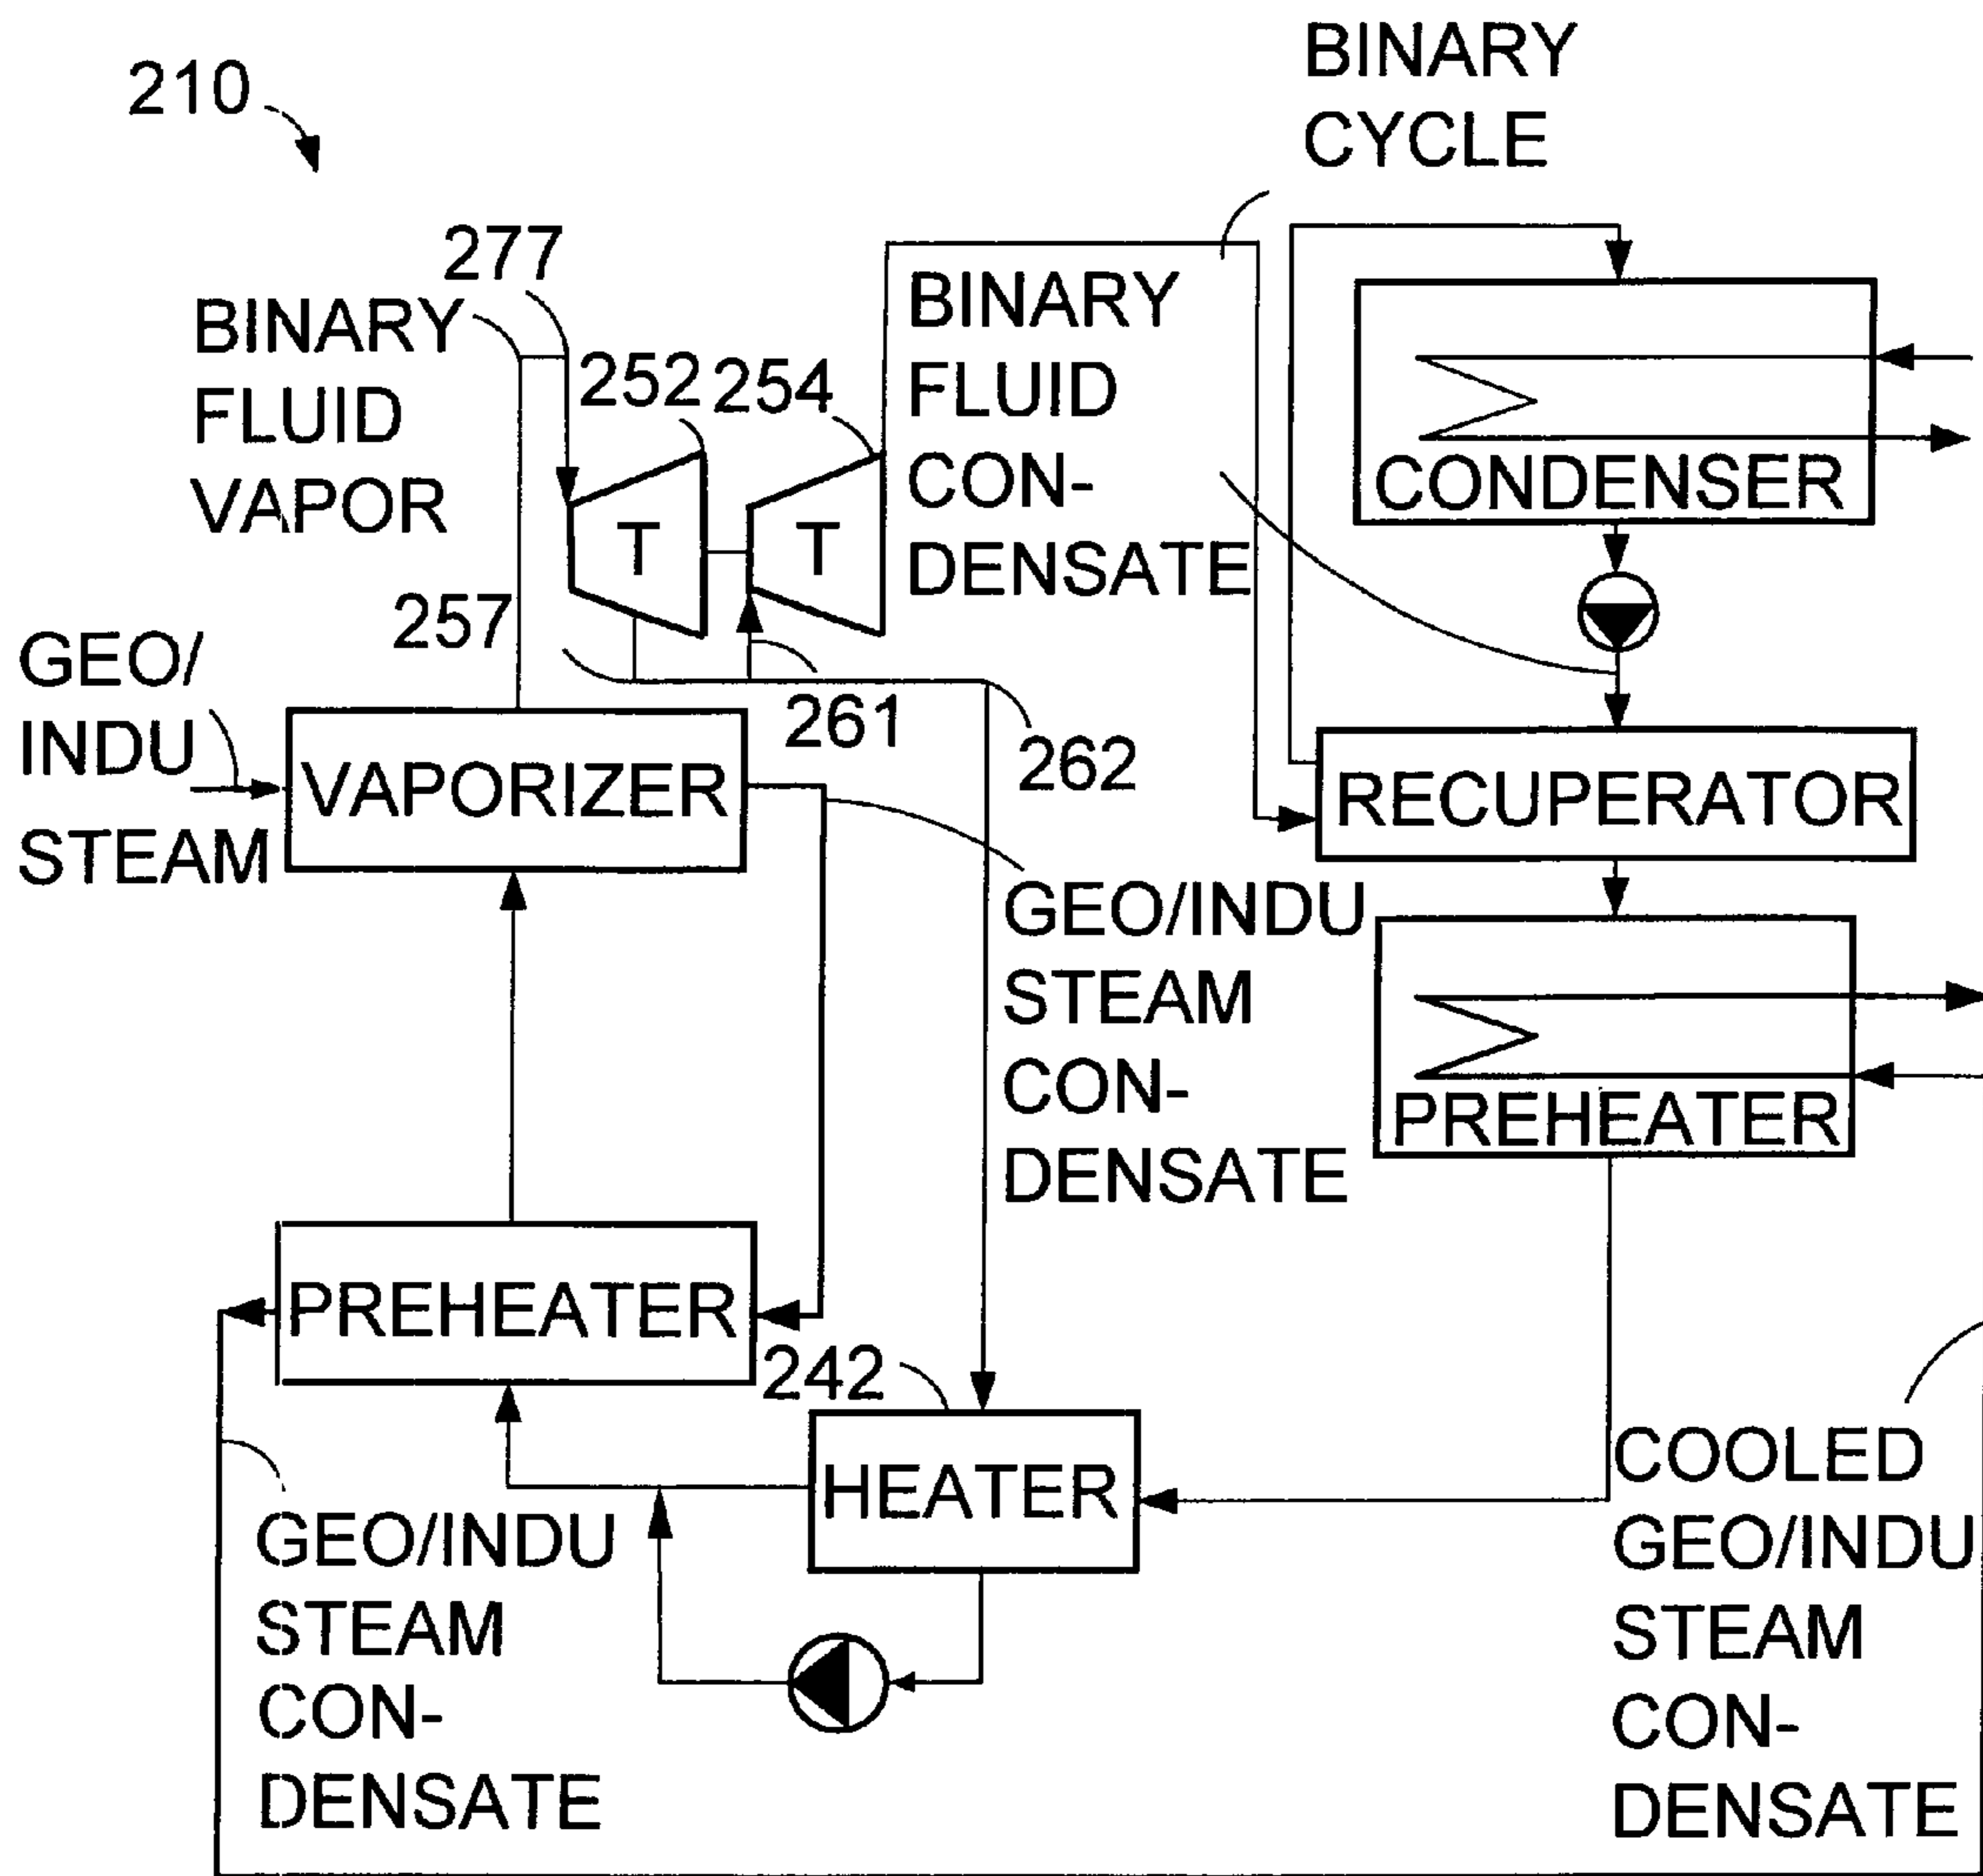 210
BINARY
CYCLE
277
BINARY
FLUID
VAPOR
252
254
BINARY
FLUID
CON-
DENSATE
CONDENSER
T
T
257
261
262
GEO/
INDU
STEAM
VAPORIZER
RECUPERATOR
GEO/INDU
STEAM
CON-
DENSATE
PREHEATER
PREHEATER
242
HEATER
COOLED
GEO/INDU
STEAM
CON-
DENSATE
GEO/INDU
STEAM
CON-
DENSATE